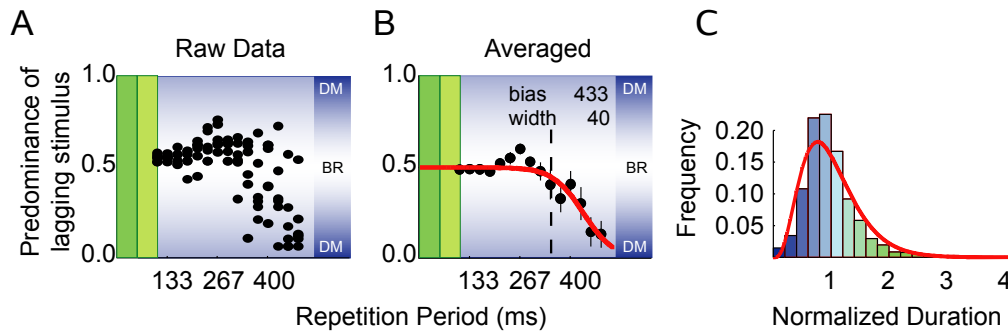 A
Raw Data
Predominance of
lagging stimulus
1.0
0.5
0.0
DM
BR
DM
133 267 400
B
Averaged
1.0
0.5
0.0
bias 433
width 40
DM
BR
DM
133 267 400
Repetition Period (ms)
C
Frequency
0.20
0.15
0.10
0.05
1 2 3 4
Normalized Duration